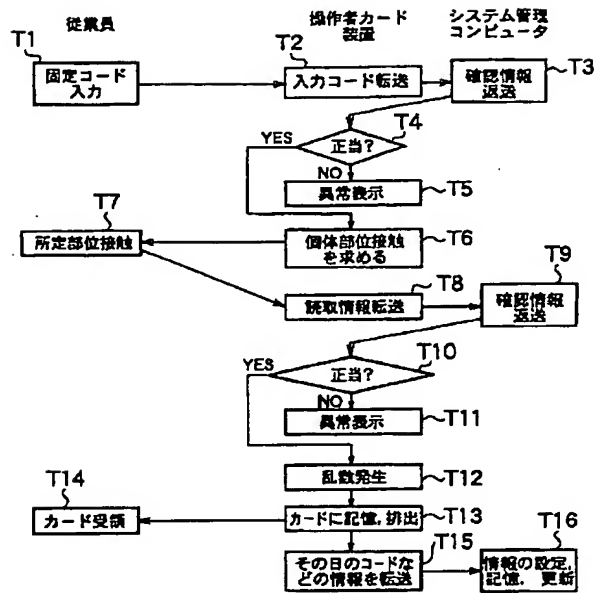 従業員
操作者カード
装置
システム管理
コンピュータ
T1
T2
T3
固定コード
入力
入力コード転送
確認情報
返送
T4
YES
正当?
NO
異常表示
T5
T7
所定部位接触
個体部位接触
を求める
T6
T8
読取情報転送
T9
確認情報
返送
T10
YES
正当?
NO
異常表示
T11
乱数発生
T12
T14
カード受領
カードに記憶,排出
T13
T15
その日のコードな
どの情報を転送
T16
情報の設定,
記憶, 更新